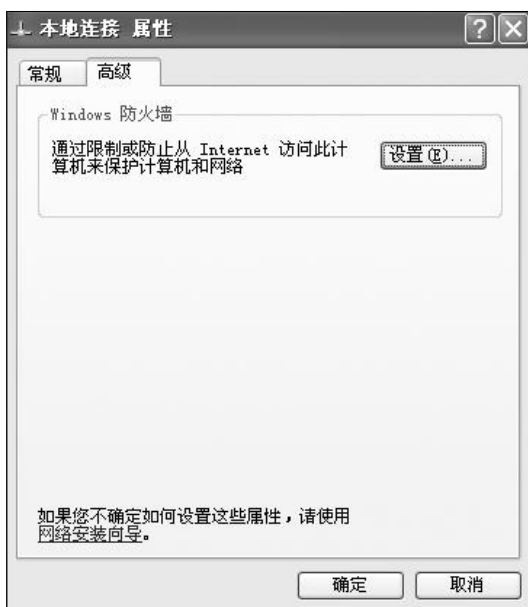 本地连接 属性
常规
高级
Windows 防火墙
通过限制或防止从 Internet 访问此计
算机来保护计算机和网络
设置(E)...
如果您不确定如何设置这些属性，请使用
网络安装向导。
确定
取消